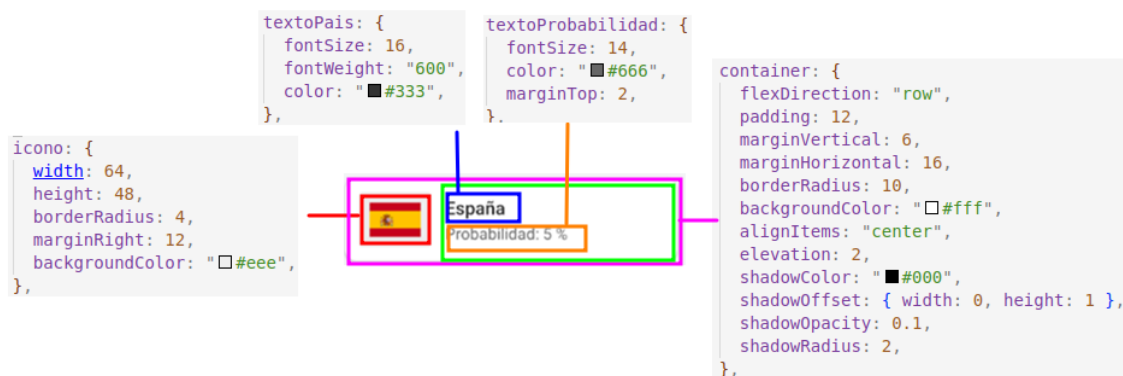 textoPais: {
fontSize: 16,
fontWeight: "600",
color: "#333",
},
textoProbabilidad: {
fontSize: 14,
color: "#666",
marginTop: 2,
},
icono: {
width: 64,
height: 48,
borderRadius: 4,
marginRight: 12,
backgroundColor: "#eee",
},
España
Probabilidad: 5 %
container: {
flexDirection: "row",
padding: 12,
marginVertical: 6,
marginHorizontal: 16,
borderRadius: 10,
backgroundColor: "#fff",
alignItems: "center",
elevation: 2,
shadowColor: "#000",
shadowOffset: { width: 0, height: 1 },
shadowOpacity: 0.1,
shadowRadius: 2,
},